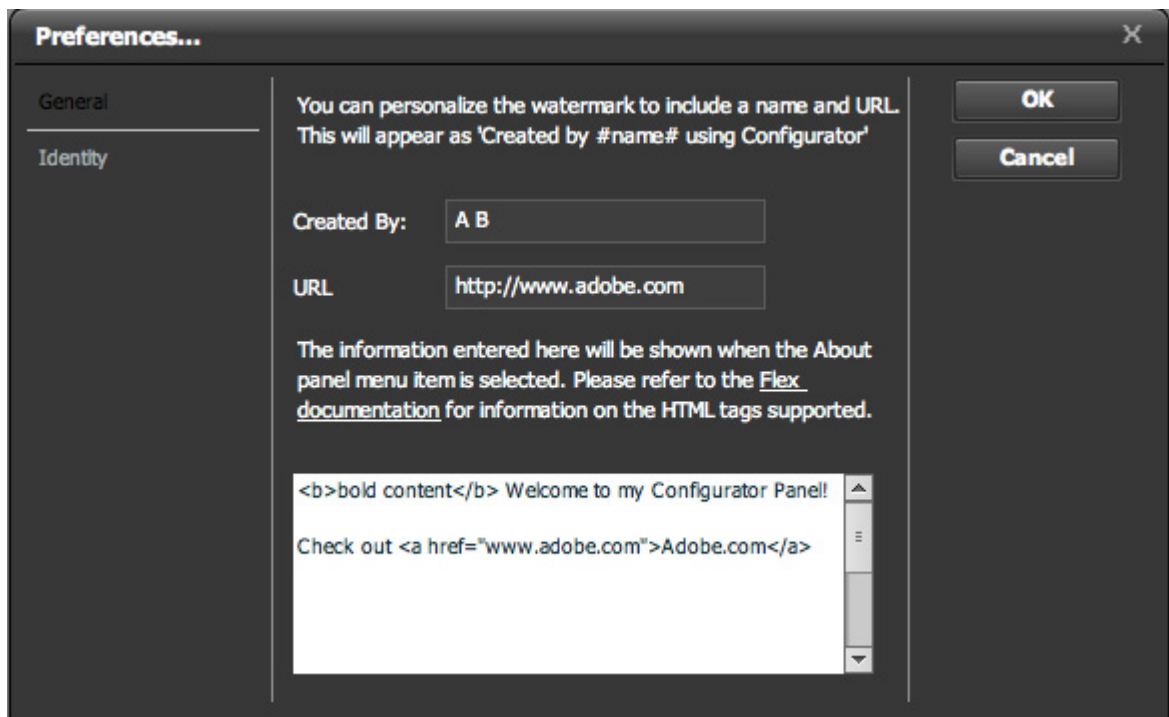 Preferences...
X
General
Identity
You can personalize the watermark to include a name and URL.
This will appear as 'Created by #name# using Configurator'
OK
Cancel
Created By:
A B
URL
http://www.adobe.com
The information entered here will be shown when the About
panel menu item is selected. Please refer to the Flex
documentation for information on the HTML tags supported.
<b>bold content</b> Welcome to my Configurator Panel!
Check out <a href="www.adobe.com">Adobe.com</a>